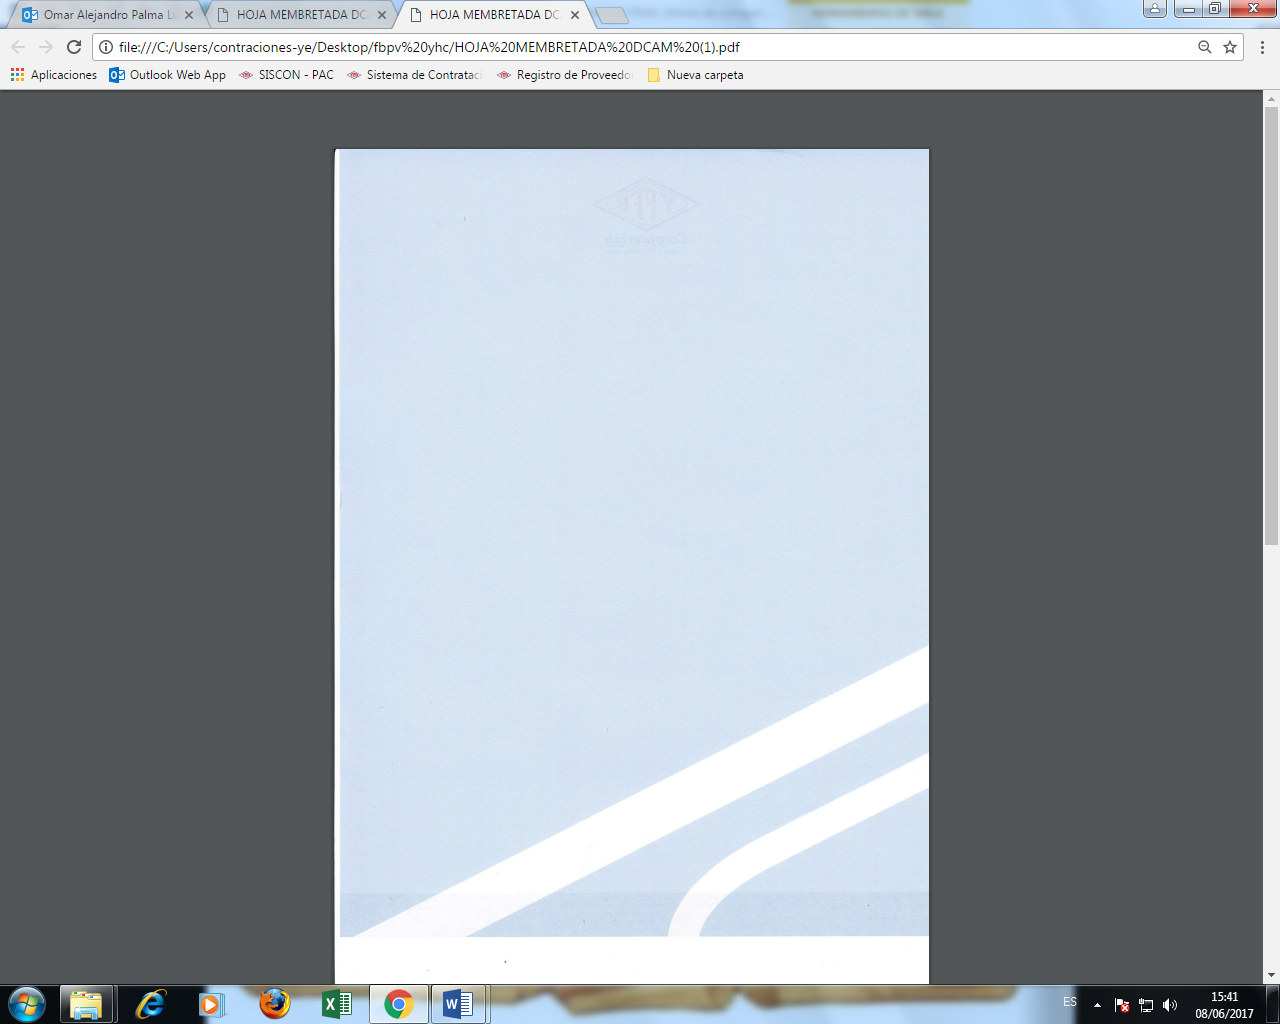 Omar Alejandro Palma L
HOJA MEMBRETADA DC
HOJA MEMBRETADA DC
file:///C:/Users/contraciones-ye/Desktop/fbpv%20yhc/HOJA%20MEMBRETADA%20DCAM%20(1).pdf
Aplicaciones
Outlook Web App
SISCON - PAC
Sistema de Contratac
Registro de Proveedo
Nueva carpeta
YPFB
Corporación
ES
15:41
08/06/2017